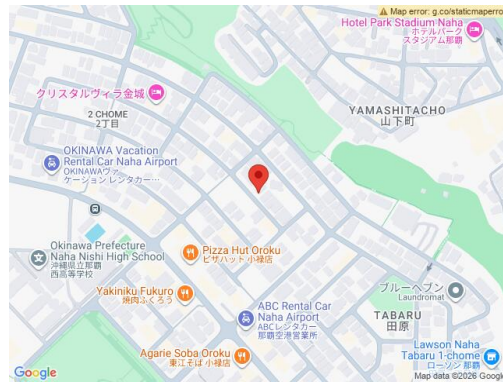 Map error: g.co/staticmaperro
Hotel Park Stadium Naha
ホテルパーク
スタジアム那覇
クリスタルヴィラ金城
2 CHOME
2丁目
YAMASHITACHO
山下町
OKINAWA Vacation
Rental Car Naha Airport
OKINAWAヴァ
ケーション レンタカー…
Okinawa Prefecture
Naha Nishi High School
沖縄県立那覇
西高等学校
Pizza Hut Oroku
ピザハット 小禄店
Yakiniku Fukuro
焼肉ふくろう
ブルーヘブン
Laundromat
ABC Rental Car
Naha Airport
ABCレンタカー
那覇空港営業所
TABARU
田原
Agarie Soba Oroku
東江そば 小禄店
Lawson Naha
Tabaru 1-chome
ローソン 那覇
Google
Map data ©2026 Google